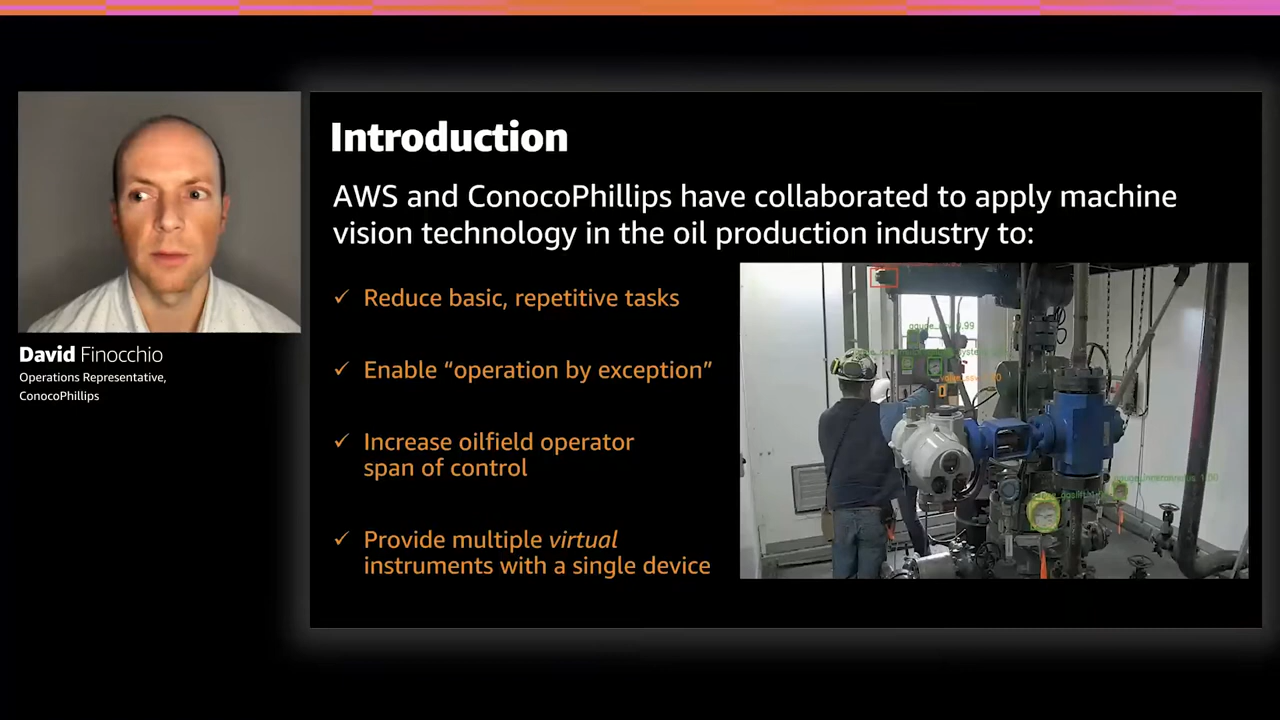 Introduction
AWS and ConocoPhillips have collaborated to apply machine
vision technology in the oil production industry to:
✓ Reduce basic, repetitive tasks
✓ Enable “operation by exception”
✓ Increase oilfield operator
span of control
✓ Provide multiple virtual
instruments with a single device
David Finocchio
Operations Representative,
ConocoPhillips